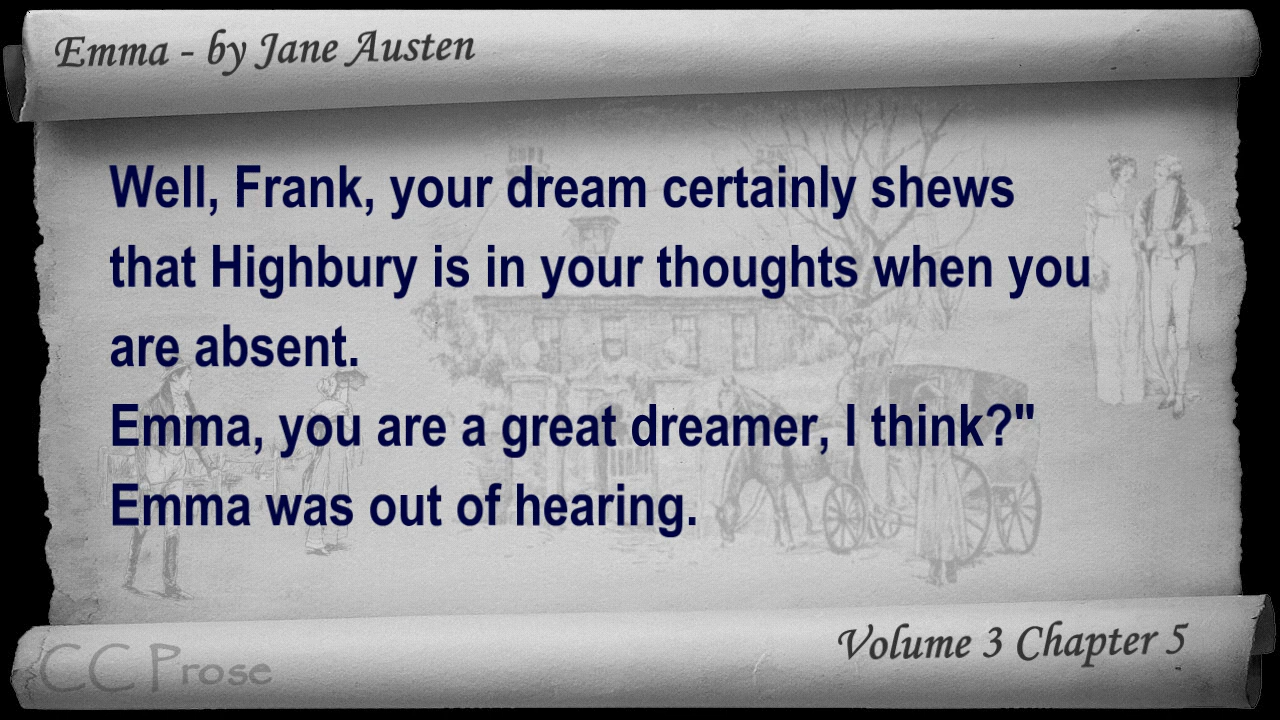 Emma - by Jane Austen
Well, Frank, your dream certainly shews
that Highbury is in your thoughts when you
are absent.
Emma, you are a great dreamer, I think?"
Emma was out of hearing.
Volume 3 Chapter 5
CC Prose